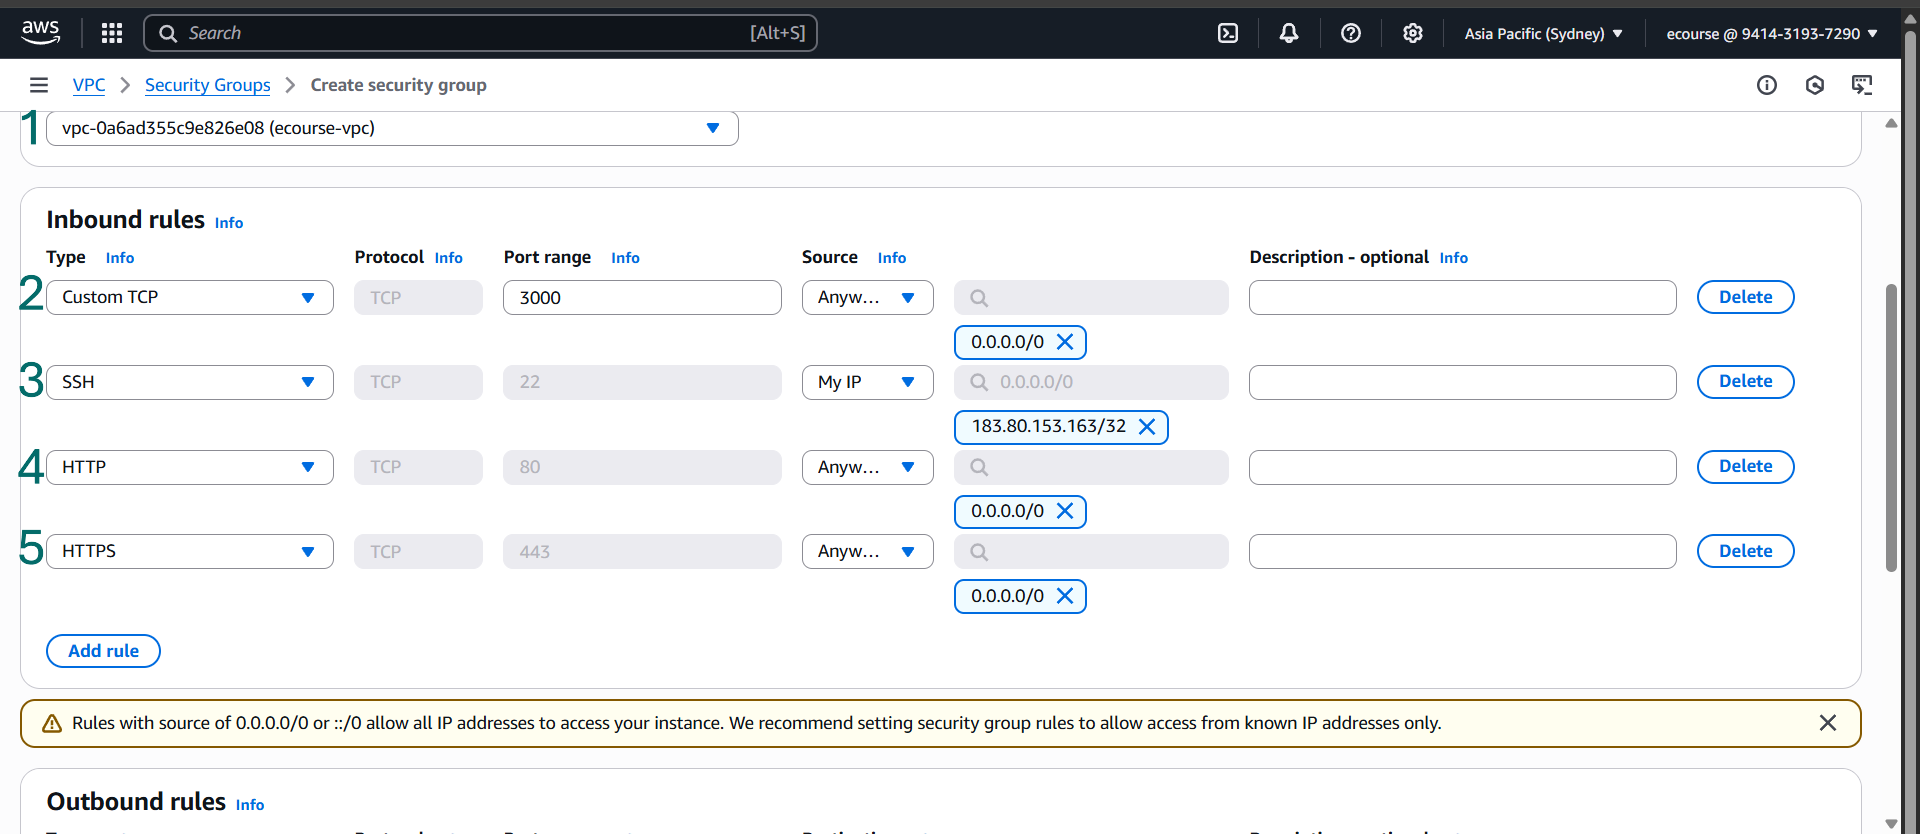 aws
Search [Alt+S]
Asia Pacific (Sydney)
ecourse @ 9414-3193-7290
VPC
Security Groups
Create security group
1
vpc-0a6ad355c9e826e08 (ecourse-vpc)
Inbound rules Info
Type Info Protocol Info Port range Info Source Info Description - optional Info
2 Custom TCP TCP 3000 Anyw... Delete
0.0.0.0/0
3 SSH TCP 22 My IP 0.0.0.0/0 Delete
183.80.153.163/32
4 HTTP TCP 80 Anyw... Delete
0.0.0.0/0
5 HTTPS TCP 443 Anyw... Delete
0.0.0.0/0
Add rule
Rules with source of 0.0.0.0/0 or ::/0 allow all IP addresses to access your instance. We recommend setting security group rules to allow access from known IP addresses only.
Outbound rules Info